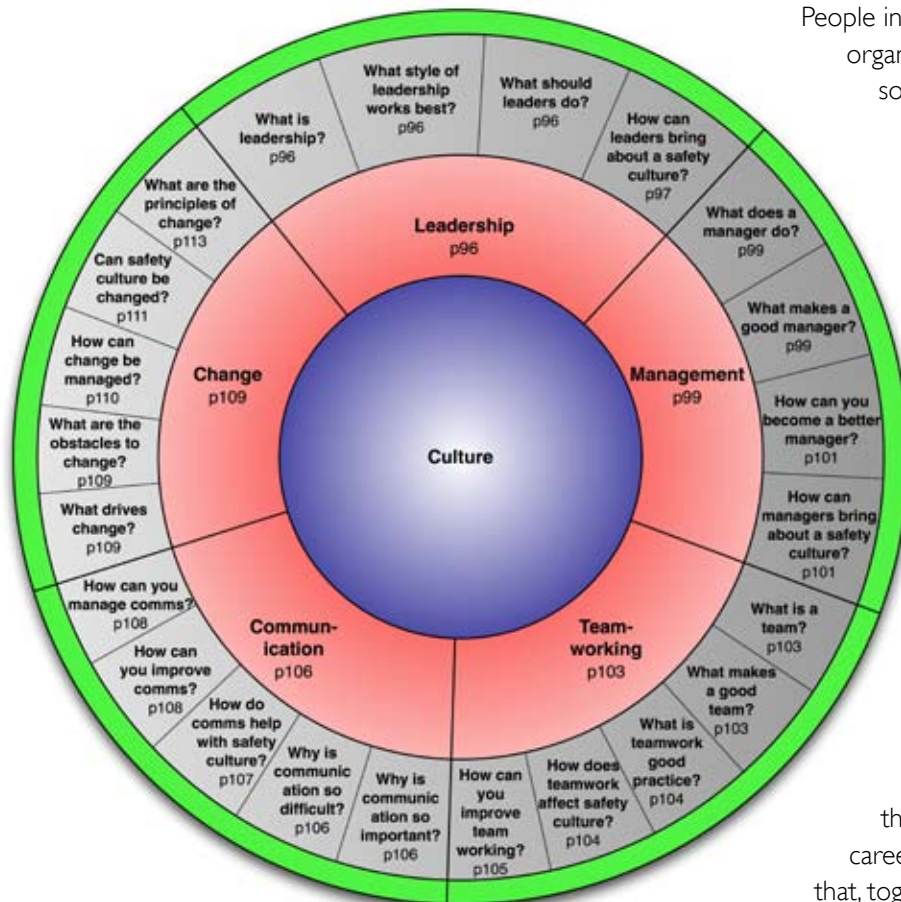 People in
organ
so
What is
leadership?
p96
What style of
leadership
works best?
p96
What should
leaders do?
p96
How can
leaders bring
about a safety
culture?
p97
What does a
manager do?
p99
What makes a
good manager?
p99
How can you
become a better
manager?
p101
How can
managers bring
about a safety
culture?
p101
What is a
team?
p103
What makes
a good
team?
p103
What is
teamwork
good
practice?
p104
How does
teamwork
affect safety
culture?
p104
How can
you
improve
team
working?
p105
Why is
communic
ation so
important?
p106
Why is
communic
ation so
difficult?
p106
How do
comms help
with safety
culture?
p107
How can
you improve
comms?
p108
How can you
manage comms?
p108
What drives
change?
p109
What are the
obstacles to
change?
p109
How can
change be
managed?
p110
Can safety
culture be
changed?
p111
What are the
principles of
change?
p113
Leadership
p96
Management
p99
Team-
working
p103
Commun-
ication
p106
Change
p109
Culture
th
caree
that, tog